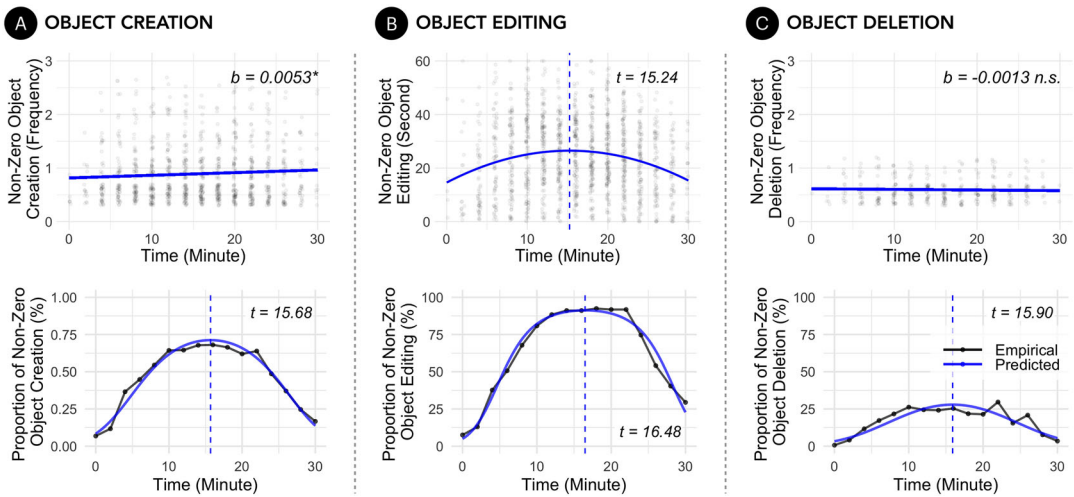 A OBJECT CREATION
3
2
1
0
Non-Zero Object
Creation (Frequency)
b = 0.0053*
0 10 20 30
Time (Minute)
1.00
0.75
0.50
0.25
0.00
Proportion of Non-Zero
Object Creation (%)
t = 15.68
0 10 20 30
Time (Minute)
B OBJECT EDITING
60
40
20
0
Non-Zero Object
Editing (Second)
t = 15.24
0 10 20 30
Time (Minute)
100
75
50
25
0
Proportion of Non-Zero
Object Editing (%)
t = 16.48
0 10 20 30
Time (Minute)
C OBJECT DELETION
3
2
1
0
Non-Zero Object
Deletion (Frequency)
b = -0.0013 n.s.
0 10 20 30
Time (Minute)
100
75
50
25
0
Proportion of Non-Zero
Object Deletion (%)
t = 15.90
Empirical
Predicted
0 10 20 30
Time (Minute)